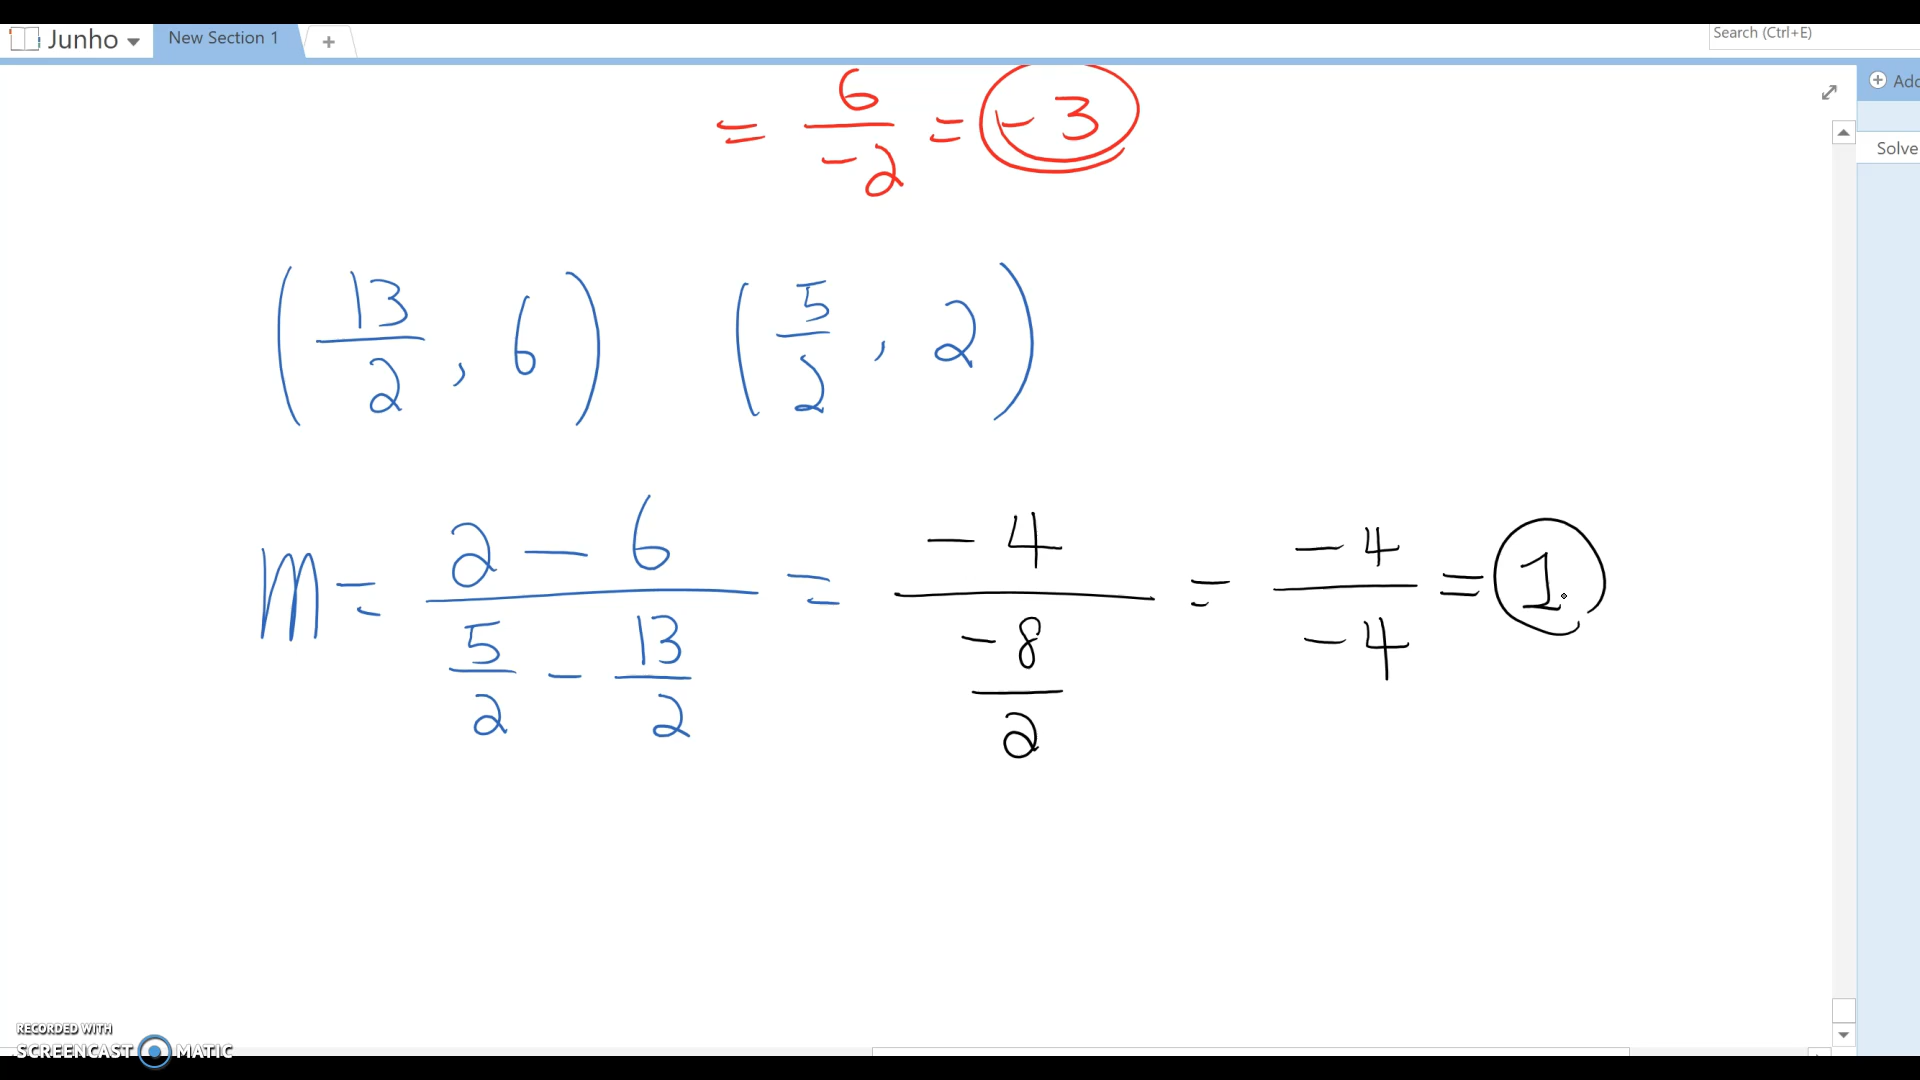 Junho
New Section 1
+
Search (Ctrl+E)
Solve
= 6/-2 = -3
(13/2, 6) (5/2, 2)
m = (2 - 6)/(5/2 - 13/2) = -4/(-8/2) = -4/-4 = 1.
RECORDED WITH
SCREENCAST MATIC